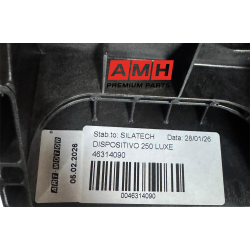 AMH
PREMIUM PARTS
Stab.to: SILATECH Data: 28/01/26
DISPOSITIVO 250 LUXE
46314090
0046314090
05.02.2026